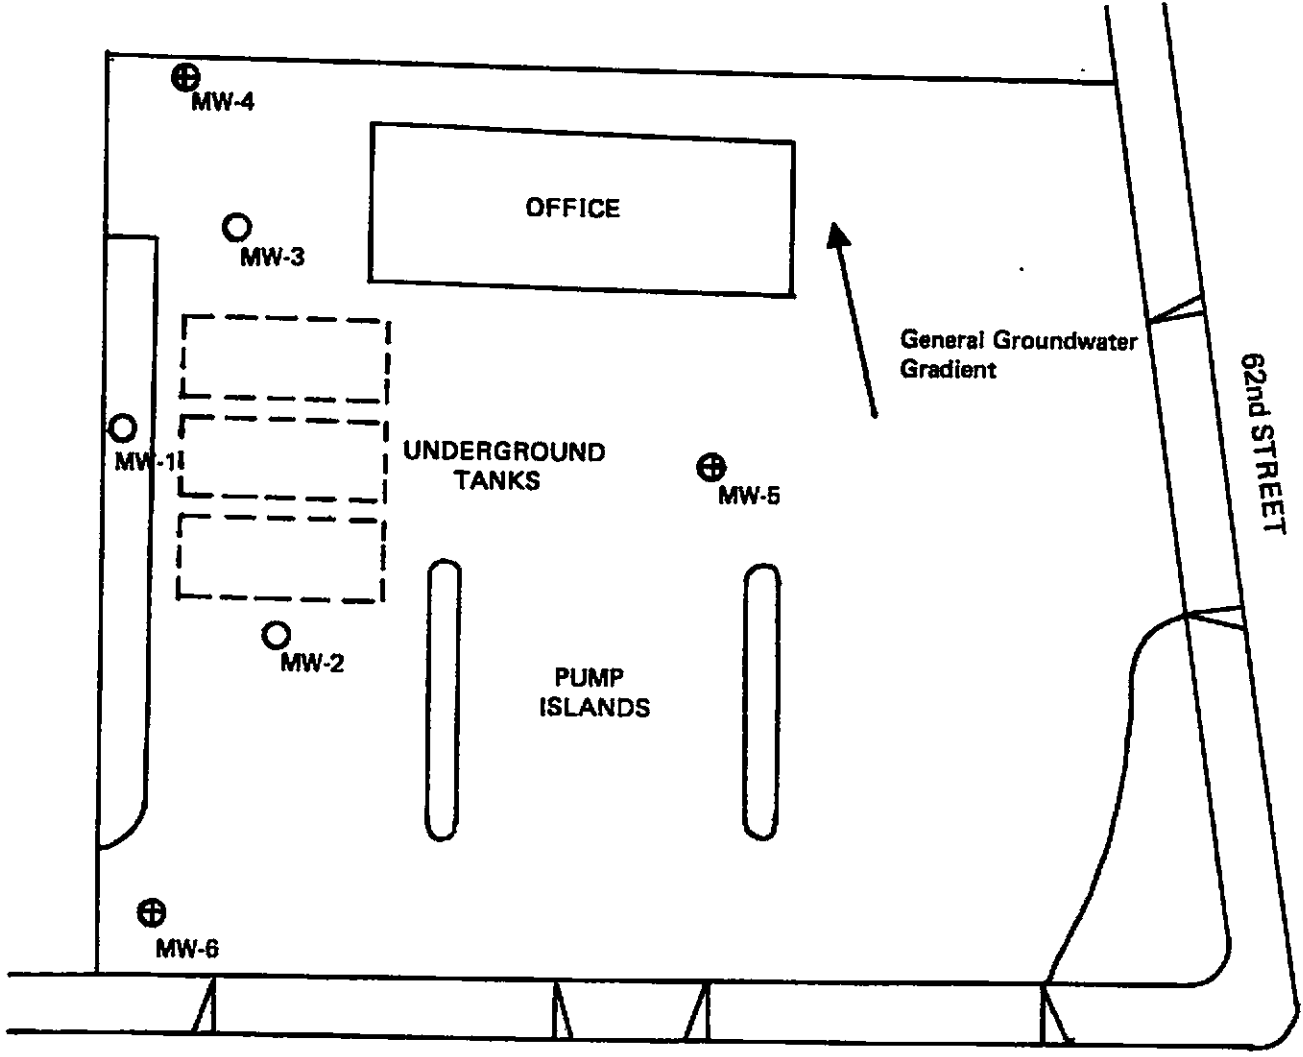 MW-4
OFFICE
MW-3
General Groundwater
Gradient
62nd STREET
MW-1
UNDERGROUND
TANKS
MW-5
MW-2
PUMP
ISLANDS
MW-6